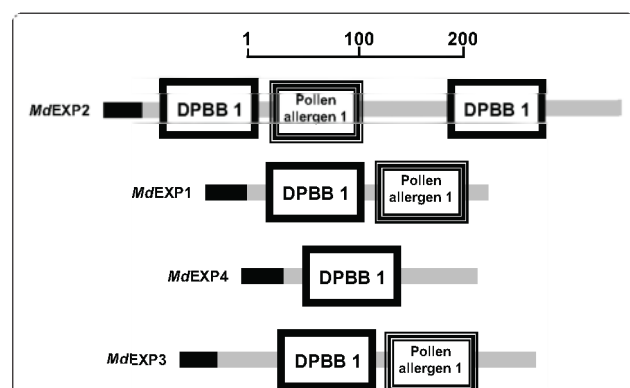 1 100 200
MdEXP2 DPBB 1 Pollen allergen 1 DPBB 1
MdEXP1 DPBB 1 Pollen allergen 1
MdEXP4 DPBB 1
MdEXP3 DPBB 1 Pollen allergen 1